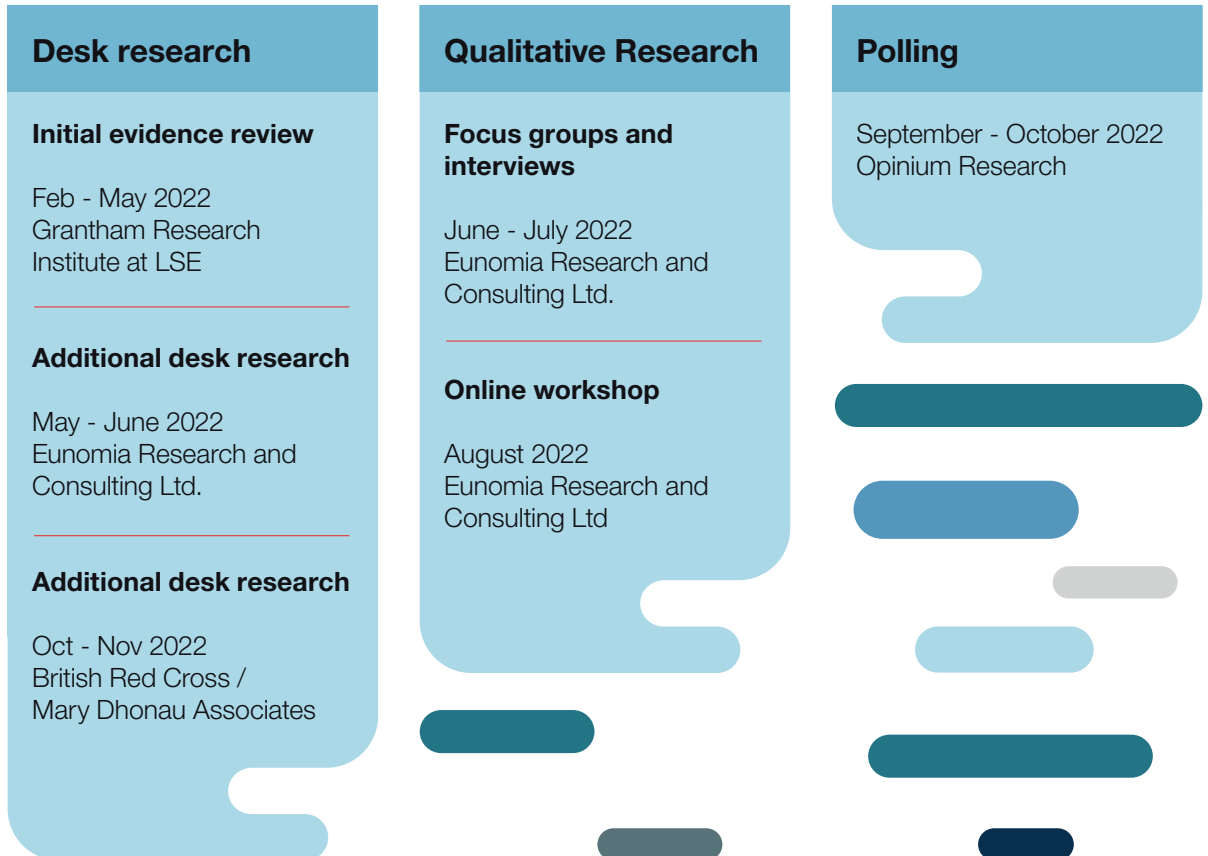 Desk research
Initial evidence review
Feb - May 2022
Grantham Research
Institute at LSE
Additional desk research
May - June 2022
Eunomia Research and
Consulting Ltd.
Additional desk research
Oct - Nov 2022
British Red Cross /
Mary Dhonau Associates
Qualitative Research
Focus groups and
interviews
June - July 2022
Eunomia Research and
Consulting Ltd.
Online workshop
August 2022
Eunomia Research and
Consulting Ltd
Polling
September - October 2022
Opinium Research